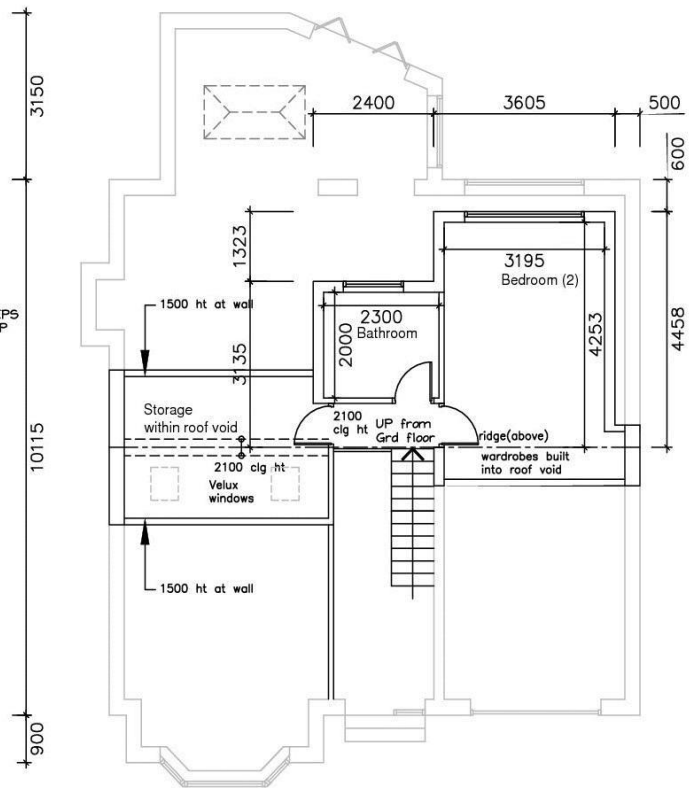 3150
2400
3605
500
600
1323
3195
Bedroom (2)
1500 ht at wall
2300
Bathroom
2000
3135
4253
4458
10115
Storage
within roof void
2100
clg ht
UP from
Grd floor
ridge(above)
wardrobes built
into roof void
2100 clg ht
Velux
windows
1500 ht at wall
900